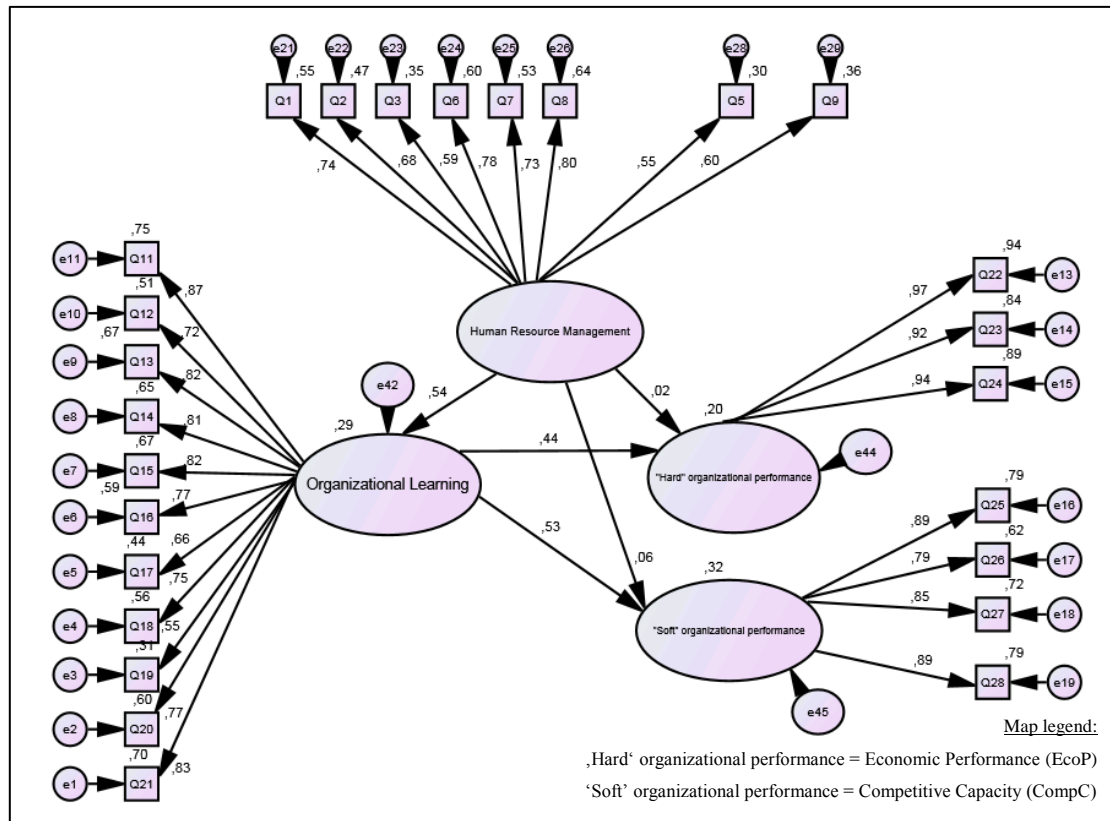 e21 e22 e23 e24 e25 e26 e28 e29
,55 ,47 ,35 ,60 ,53 ,64 ,30 ,36
Q1 Q2 Q3 Q6 Q7 Q8 Q5 Q9
,74 ,68 ,59 ,78 ,73 ,80 ,55 ,60
Human Resource Management
,75
e11 Q11 ,87
,51
e10 Q12 ,72
,67
e9 Q13 ,82
,65
e8 Q14 ,81
,67
e7 Q15 ,82
,59
e6 Q16 ,77
,44
e5 Q17 ,66
,56
e4 Q18 ,75
,31
e3 Q19 ,55
,60
e2 Q20 ,77
,70
e1 Q21 ,83
e42
,54
,29
Organizational Learning
,02
,44
,53
,06
,20
"Hard" organizational performance
e44
,94
,97 Q22 e13
,84
,92 Q23 e14
,89
,94 Q24 e15
,32
"Soft" organizational performance
e45
,79
,89 Q25 e16
,62
,79 Q26 e17
,72
,85 Q27 e18
,79
,89 Q28 e19
Map legend:
‚Hard‘ organizational performance = Economic Performance (EcoP)
‘Soft’ organizational performance = Competitive Capacity (CompC)